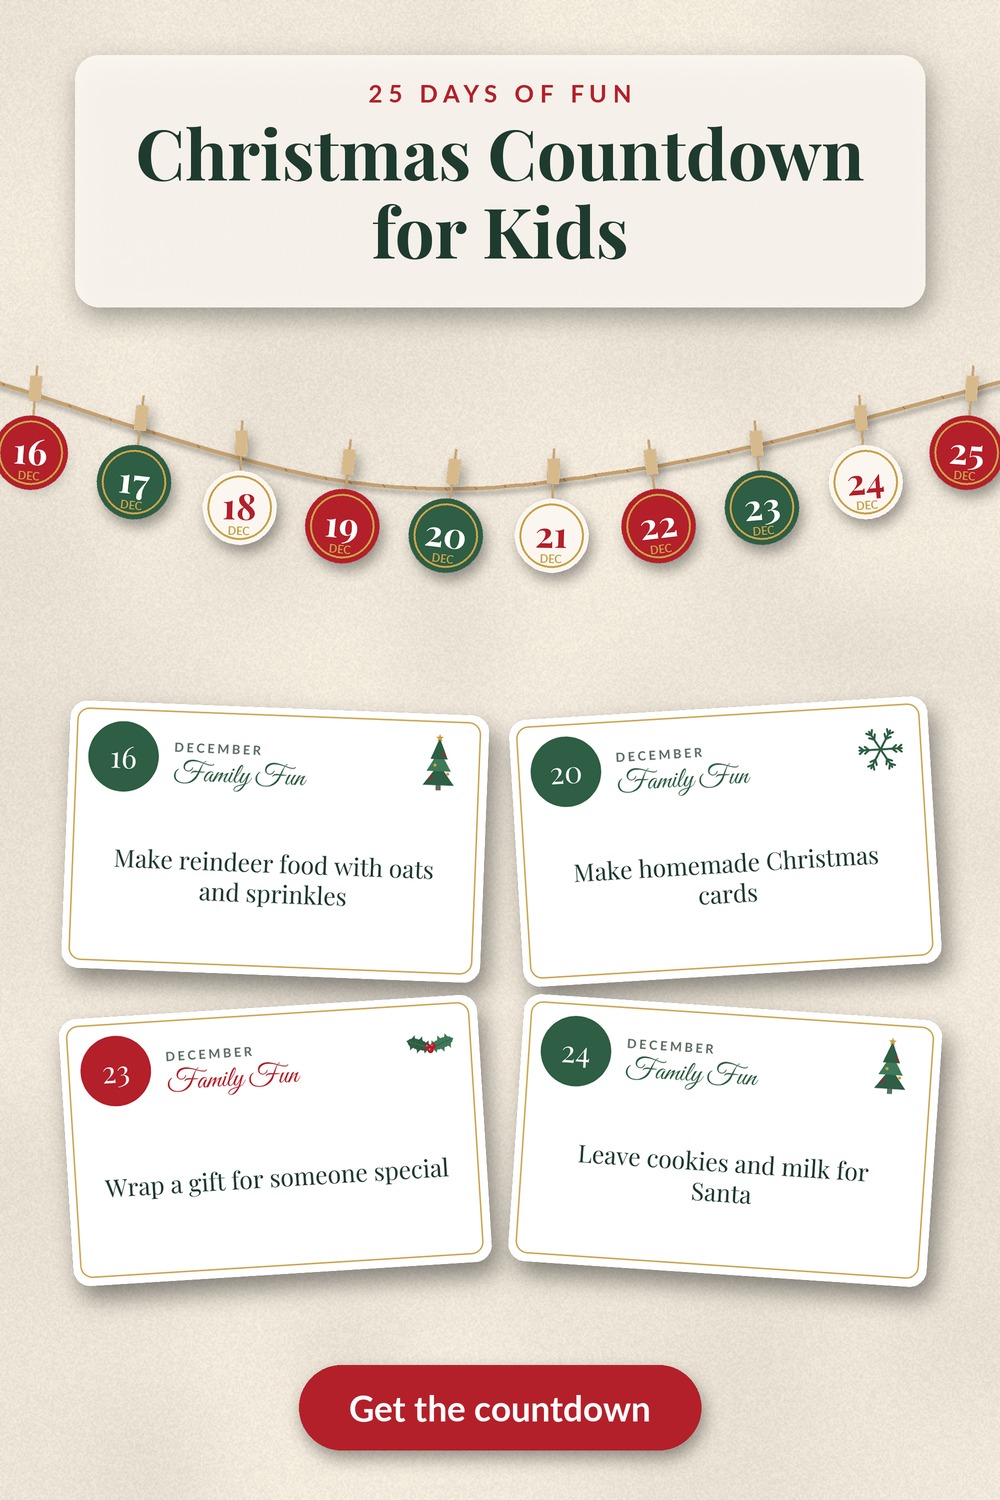 25 DAYS OF FUN
Christmas Countdown
for Kids
16
DEC
17
DEC
18
DEC
19
DEC
20
DEC
21
DEC
22
DEC
23
DEC
24
DEC
25
DEC
16
DECEMBER
Family Fun
Make reindeer food with oats
and sprinkles
20
DECEMBER
Family Fun
Make homemade Christmas
cards
23
DECEMBER
Family Fun
Wrap a gift for someone special
24
DECEMBER
Family Fun
Leave cookies and milk for
Santa
Get the countdown